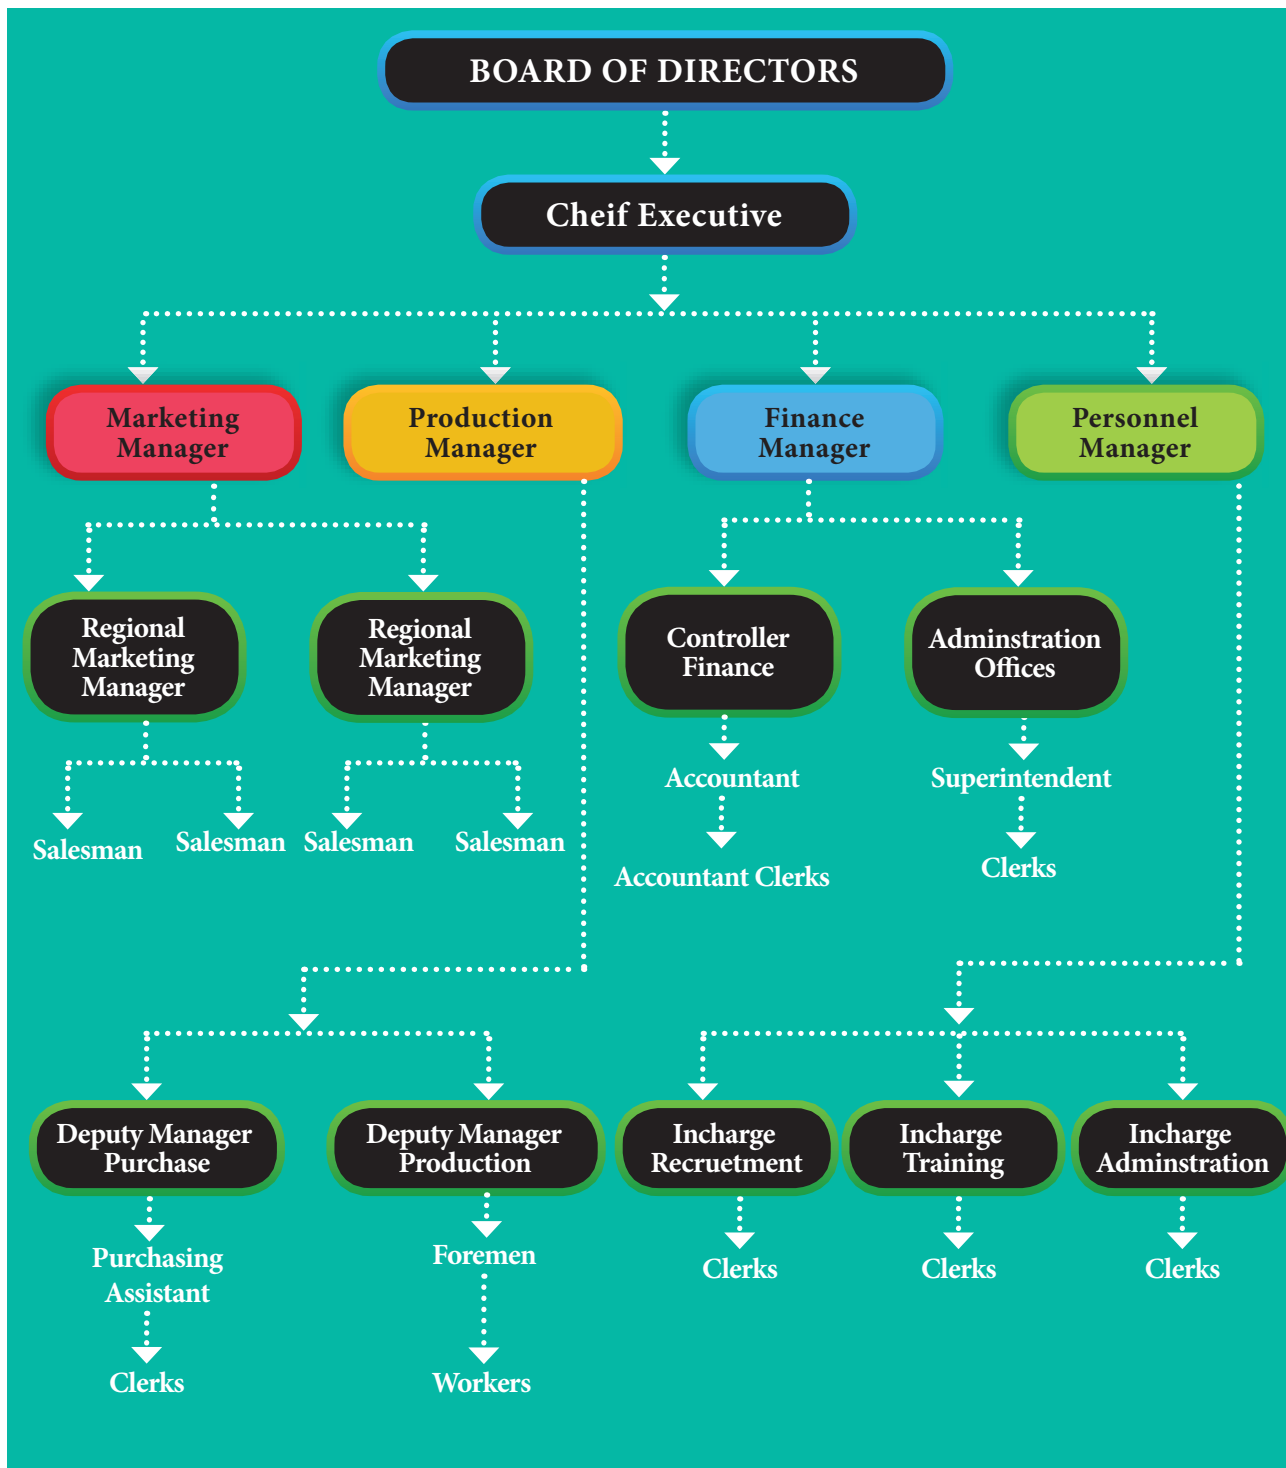 BOARD OF DIRECTORS
Cheif Executive
Marketing
Manager
Production
Manager
Finance
Manager
Personnel
Manager
Regional
Marketing
Manager
Regional
Marketing
Manager
Controller
Finance
Adminstration
Offices
Salesman
Salesman
Salesman
Salesman
Accountant
Accountant Clerks
Superintendent
Clerks
Deputy Manager
Purchase
Deputy Manager
Production
Incharge
Recruetment
Incharge
Training
Incharge
Adminstration
Purchasing
Assistant
Clerks
Foremen
Workers
Clerks
Clerks
Clerks